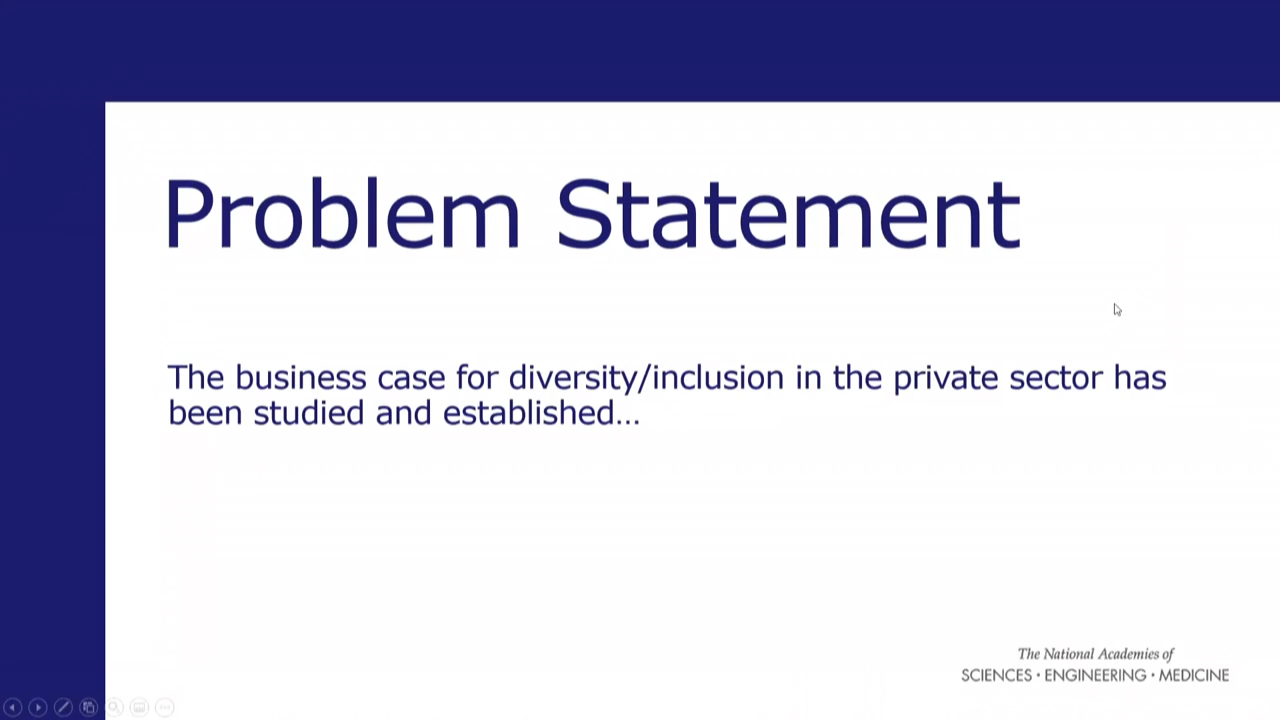 Problem Statement
The business case for diversity/inclusion in the private sector has
been studied and established…
The National Academies of
SCIENCES · ENGINEERING · MEDICINE